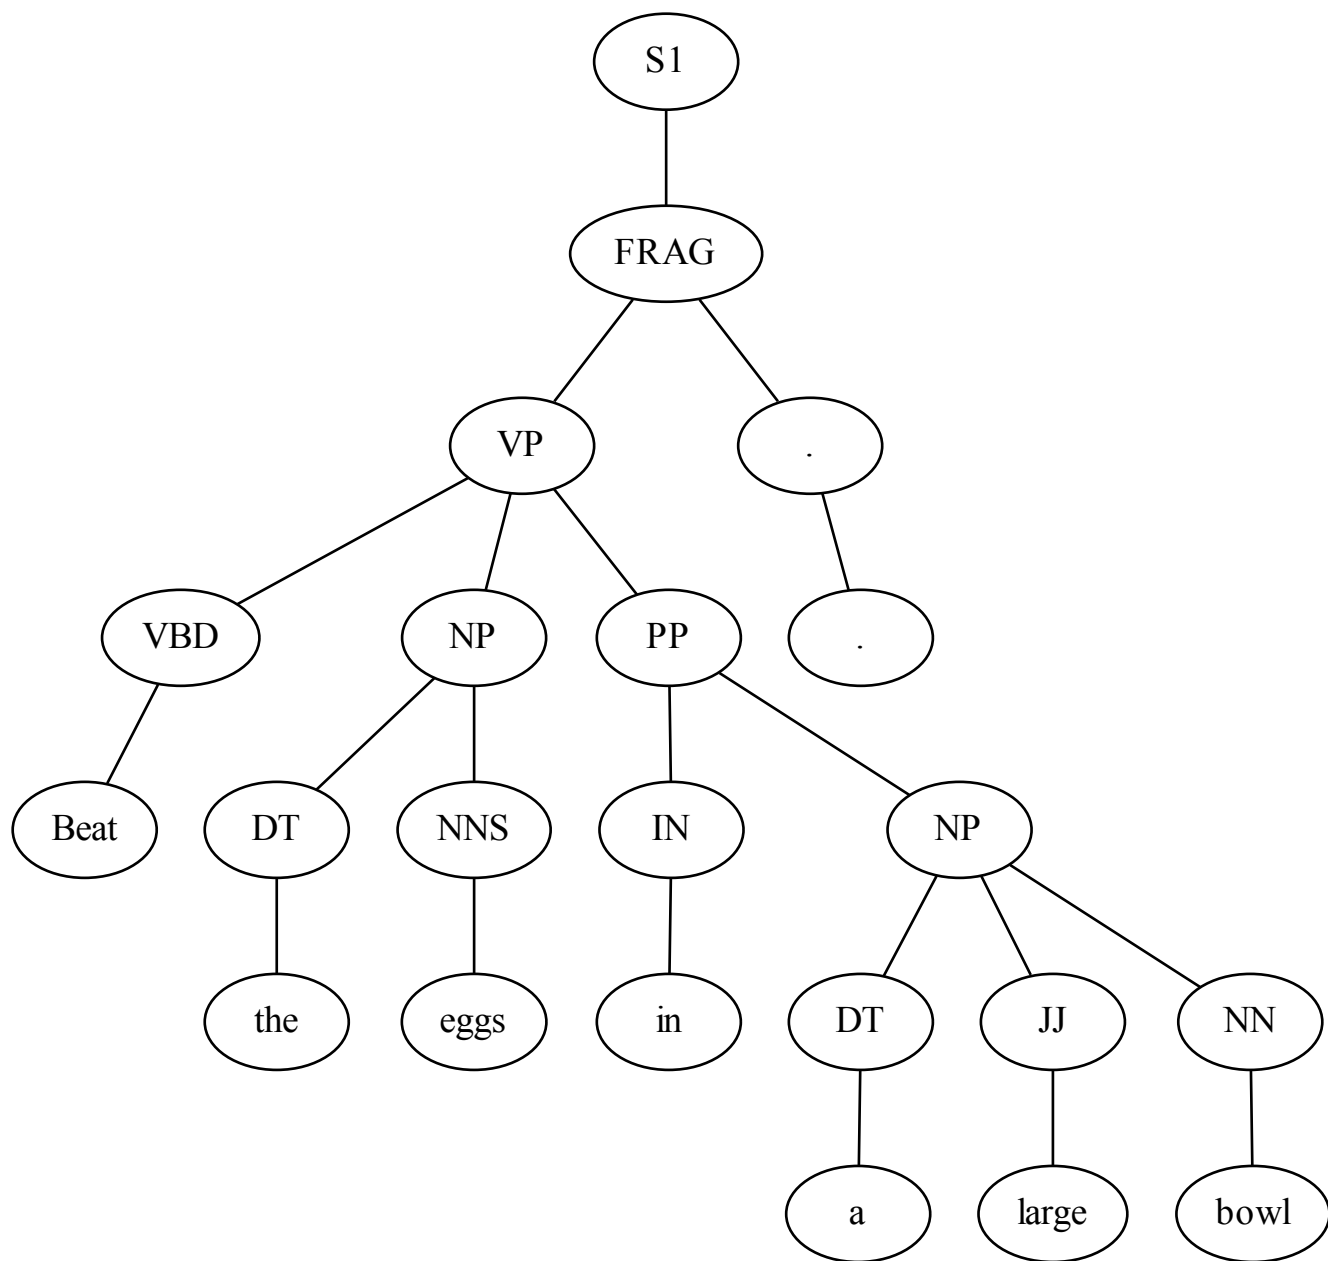 S1
FRAG
VP .
VBD NP PP .
Beat DT NNS IN NP
the eggs in DT JJ NN
a large bowl